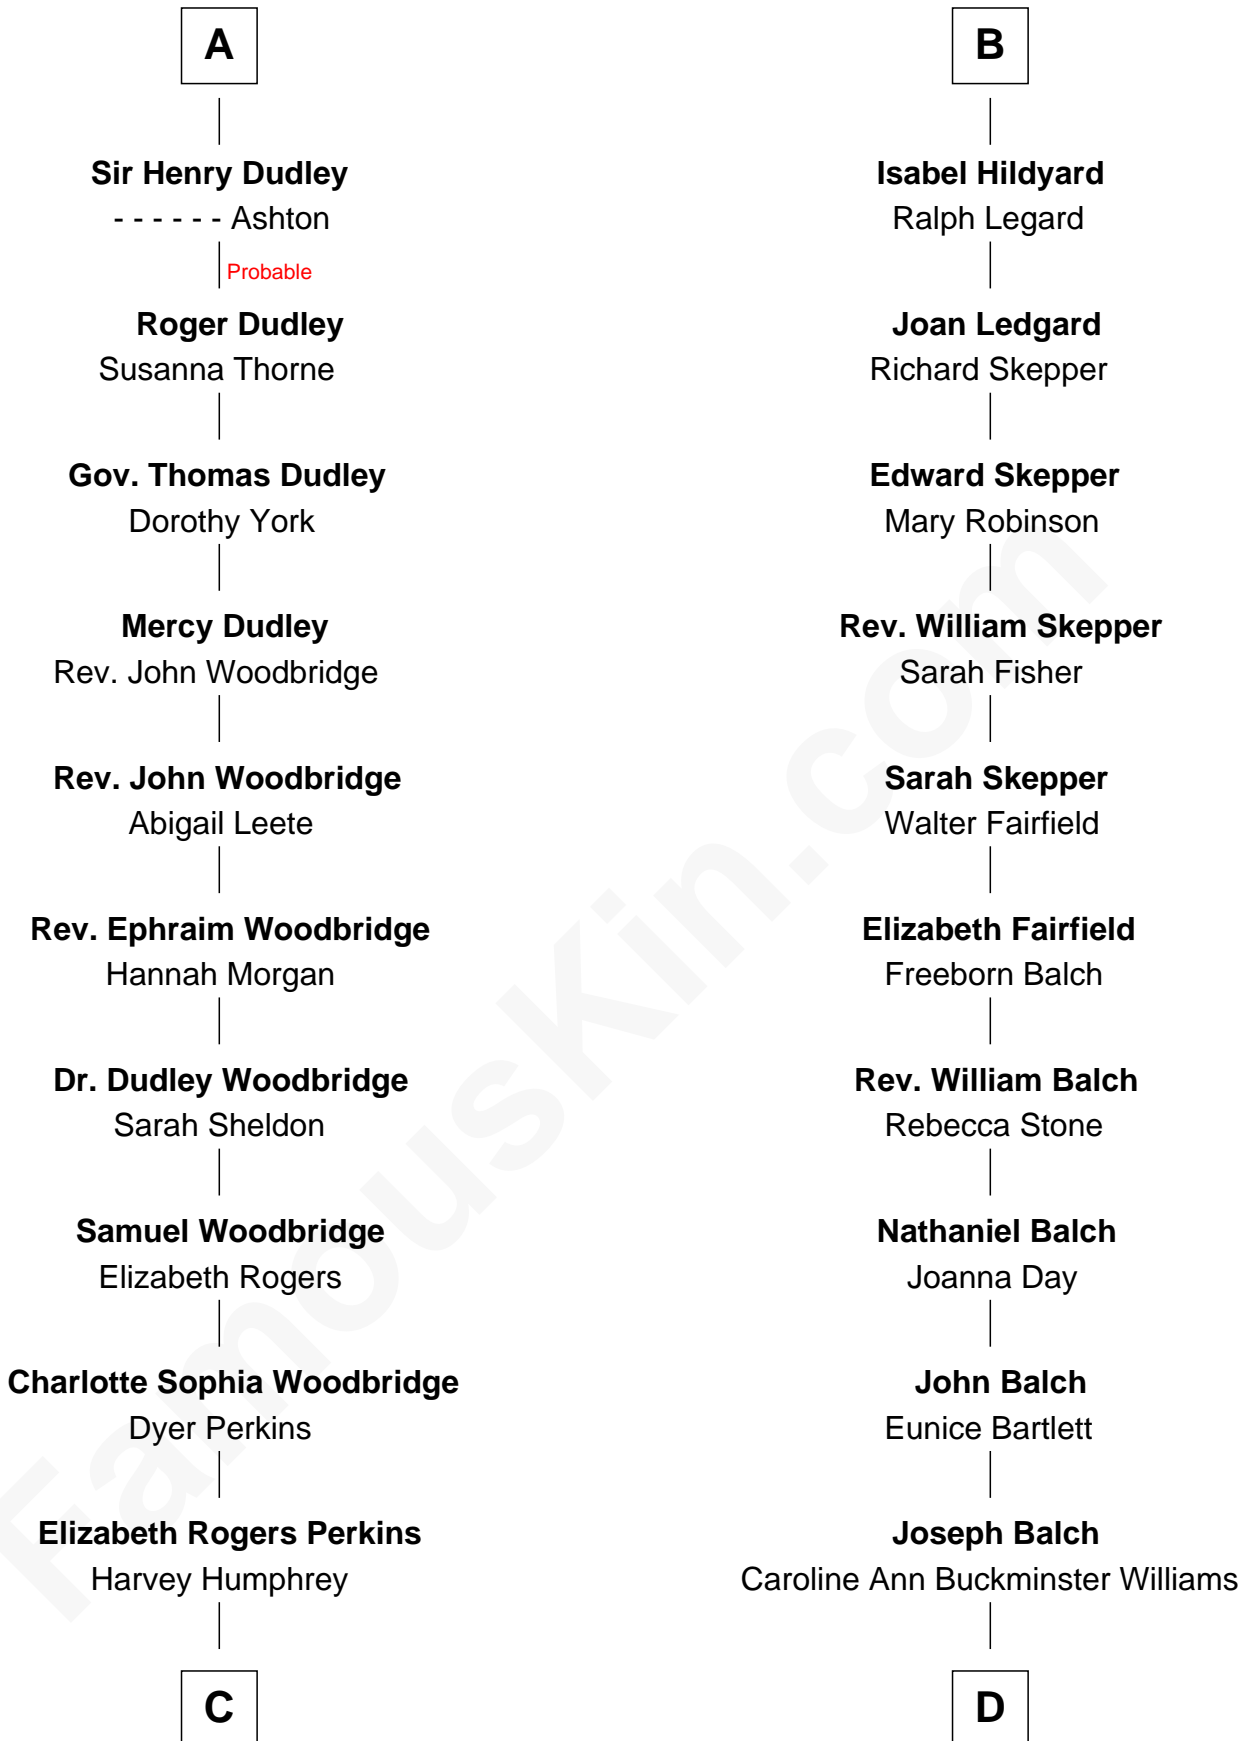 A
Sir Henry Dudley
- - - - - - Ashton
Probable
Roger Dudley
Susanna Thorne
Gov. Thomas Dudley
Dorothy York
Mercy Dudley
Rev. John Woodbridge
Rev. John Woodbridge
Abigail Leete
Rev. Ephraim Woodbridge
Hannah Morgan
Dr. Dudley Woodbridge
Sarah Sheldon
Samuel Woodbridge
Elizabeth Rogers
Charlotte Sophia Woodbridge
Dyer Perkins
Elizabeth Rogers Perkins
Harvey Humphrey
C
B
Isabel Hildyard
Ralph Legard
Joan Ledgard
Richard Skepper
Edward Skepper
Mary Robinson
Rev. William Skepper
Sarah Fisher
Sarah Skepper
Walter Fairfield
Elizabeth Fairfield
Freeborn Balch
Rev. William Balch
Rebecca Stone
Nathaniel Balch
Joanna Day
John Balch
Eunice Bartlett
Joseph Balch
Caroline Ann Buckminster Williams
D
FamousKin.com